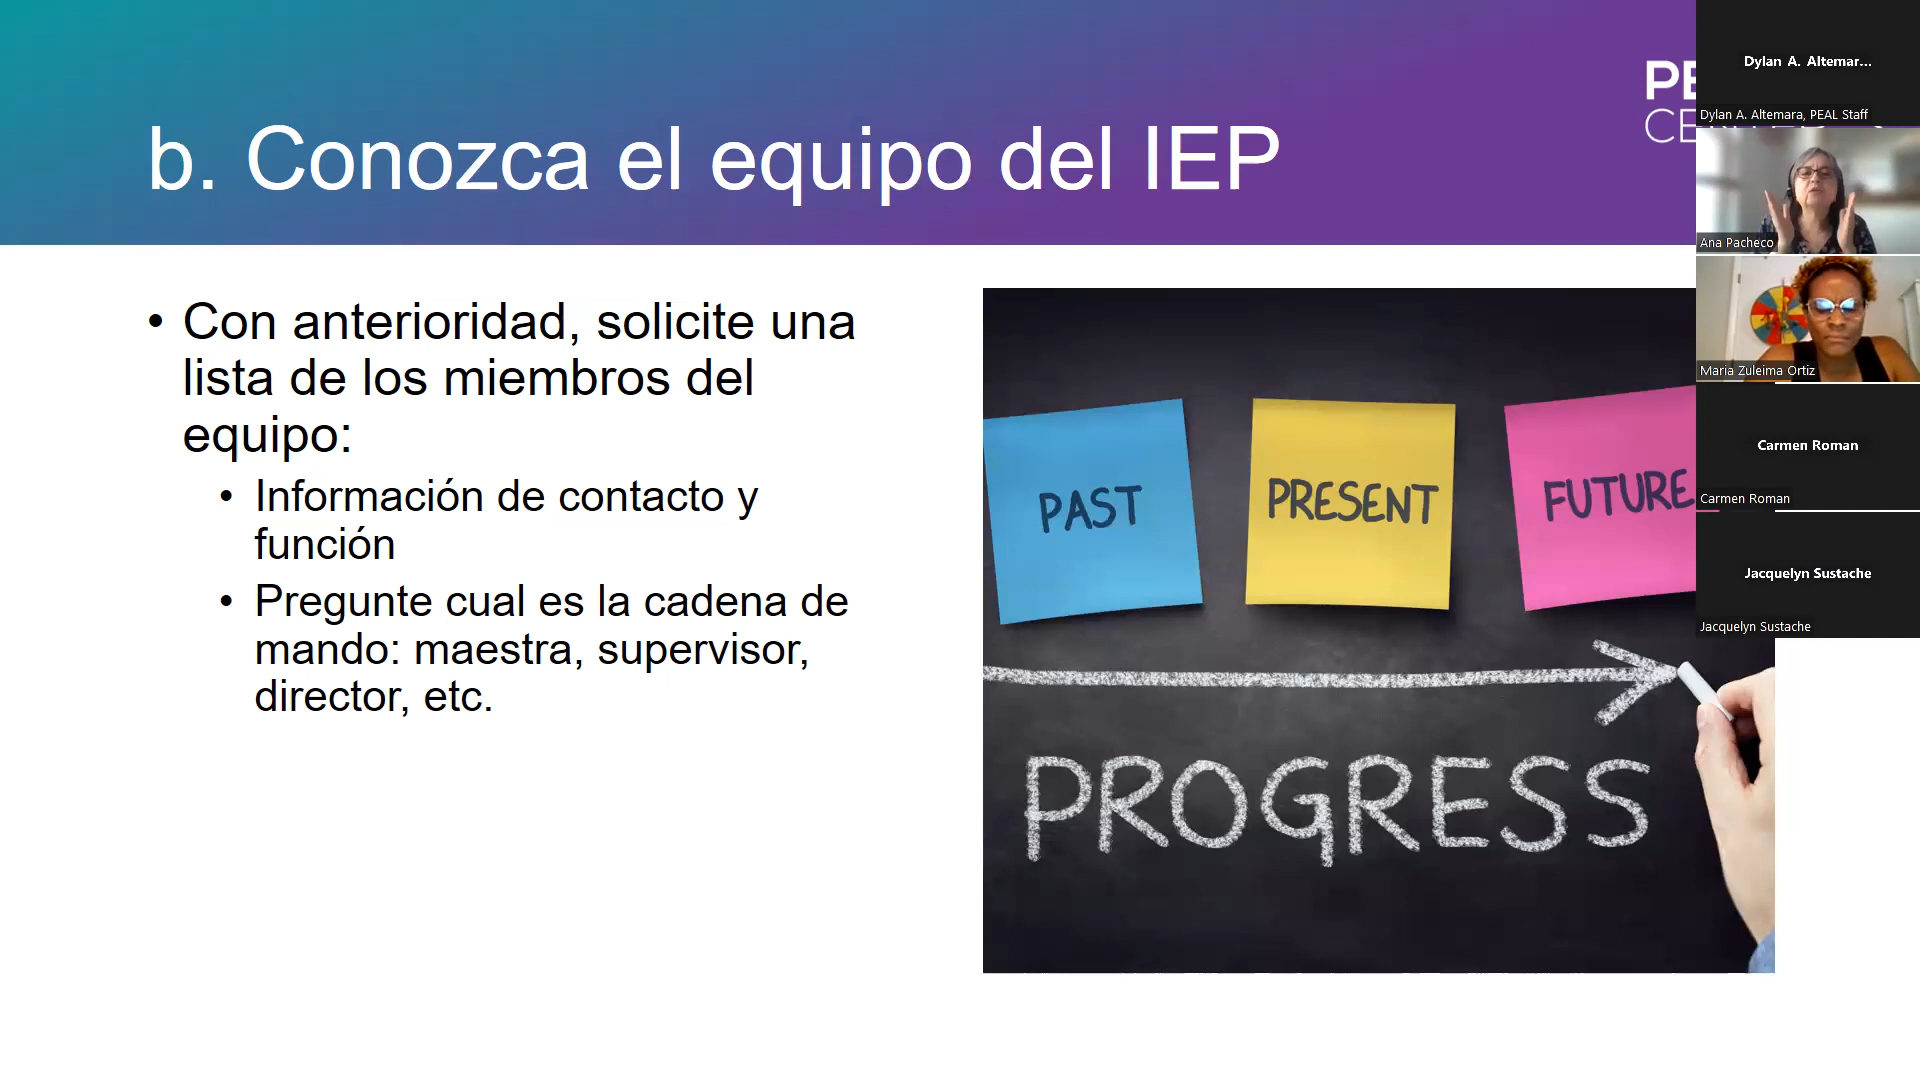 b. Conozca el equipo del IEP
• Con anterioridad, solicite una
lista de los miembros del
equipo:
• Información de contacto y
función
• Pregunte cual es la cadena de
mando: maestra, supervisor,
director, etc.
PAST
PRESENT
FUTURE
PROGRESS
Dylan A. Altemar...
Dylan A. Altemara, PEAL Staff
Ana Pacheco
Maria Zuleima Ortiz
Carmen Roman
Carmen Roman
Jacquelyn Sustache
Jacquelyn Sustache